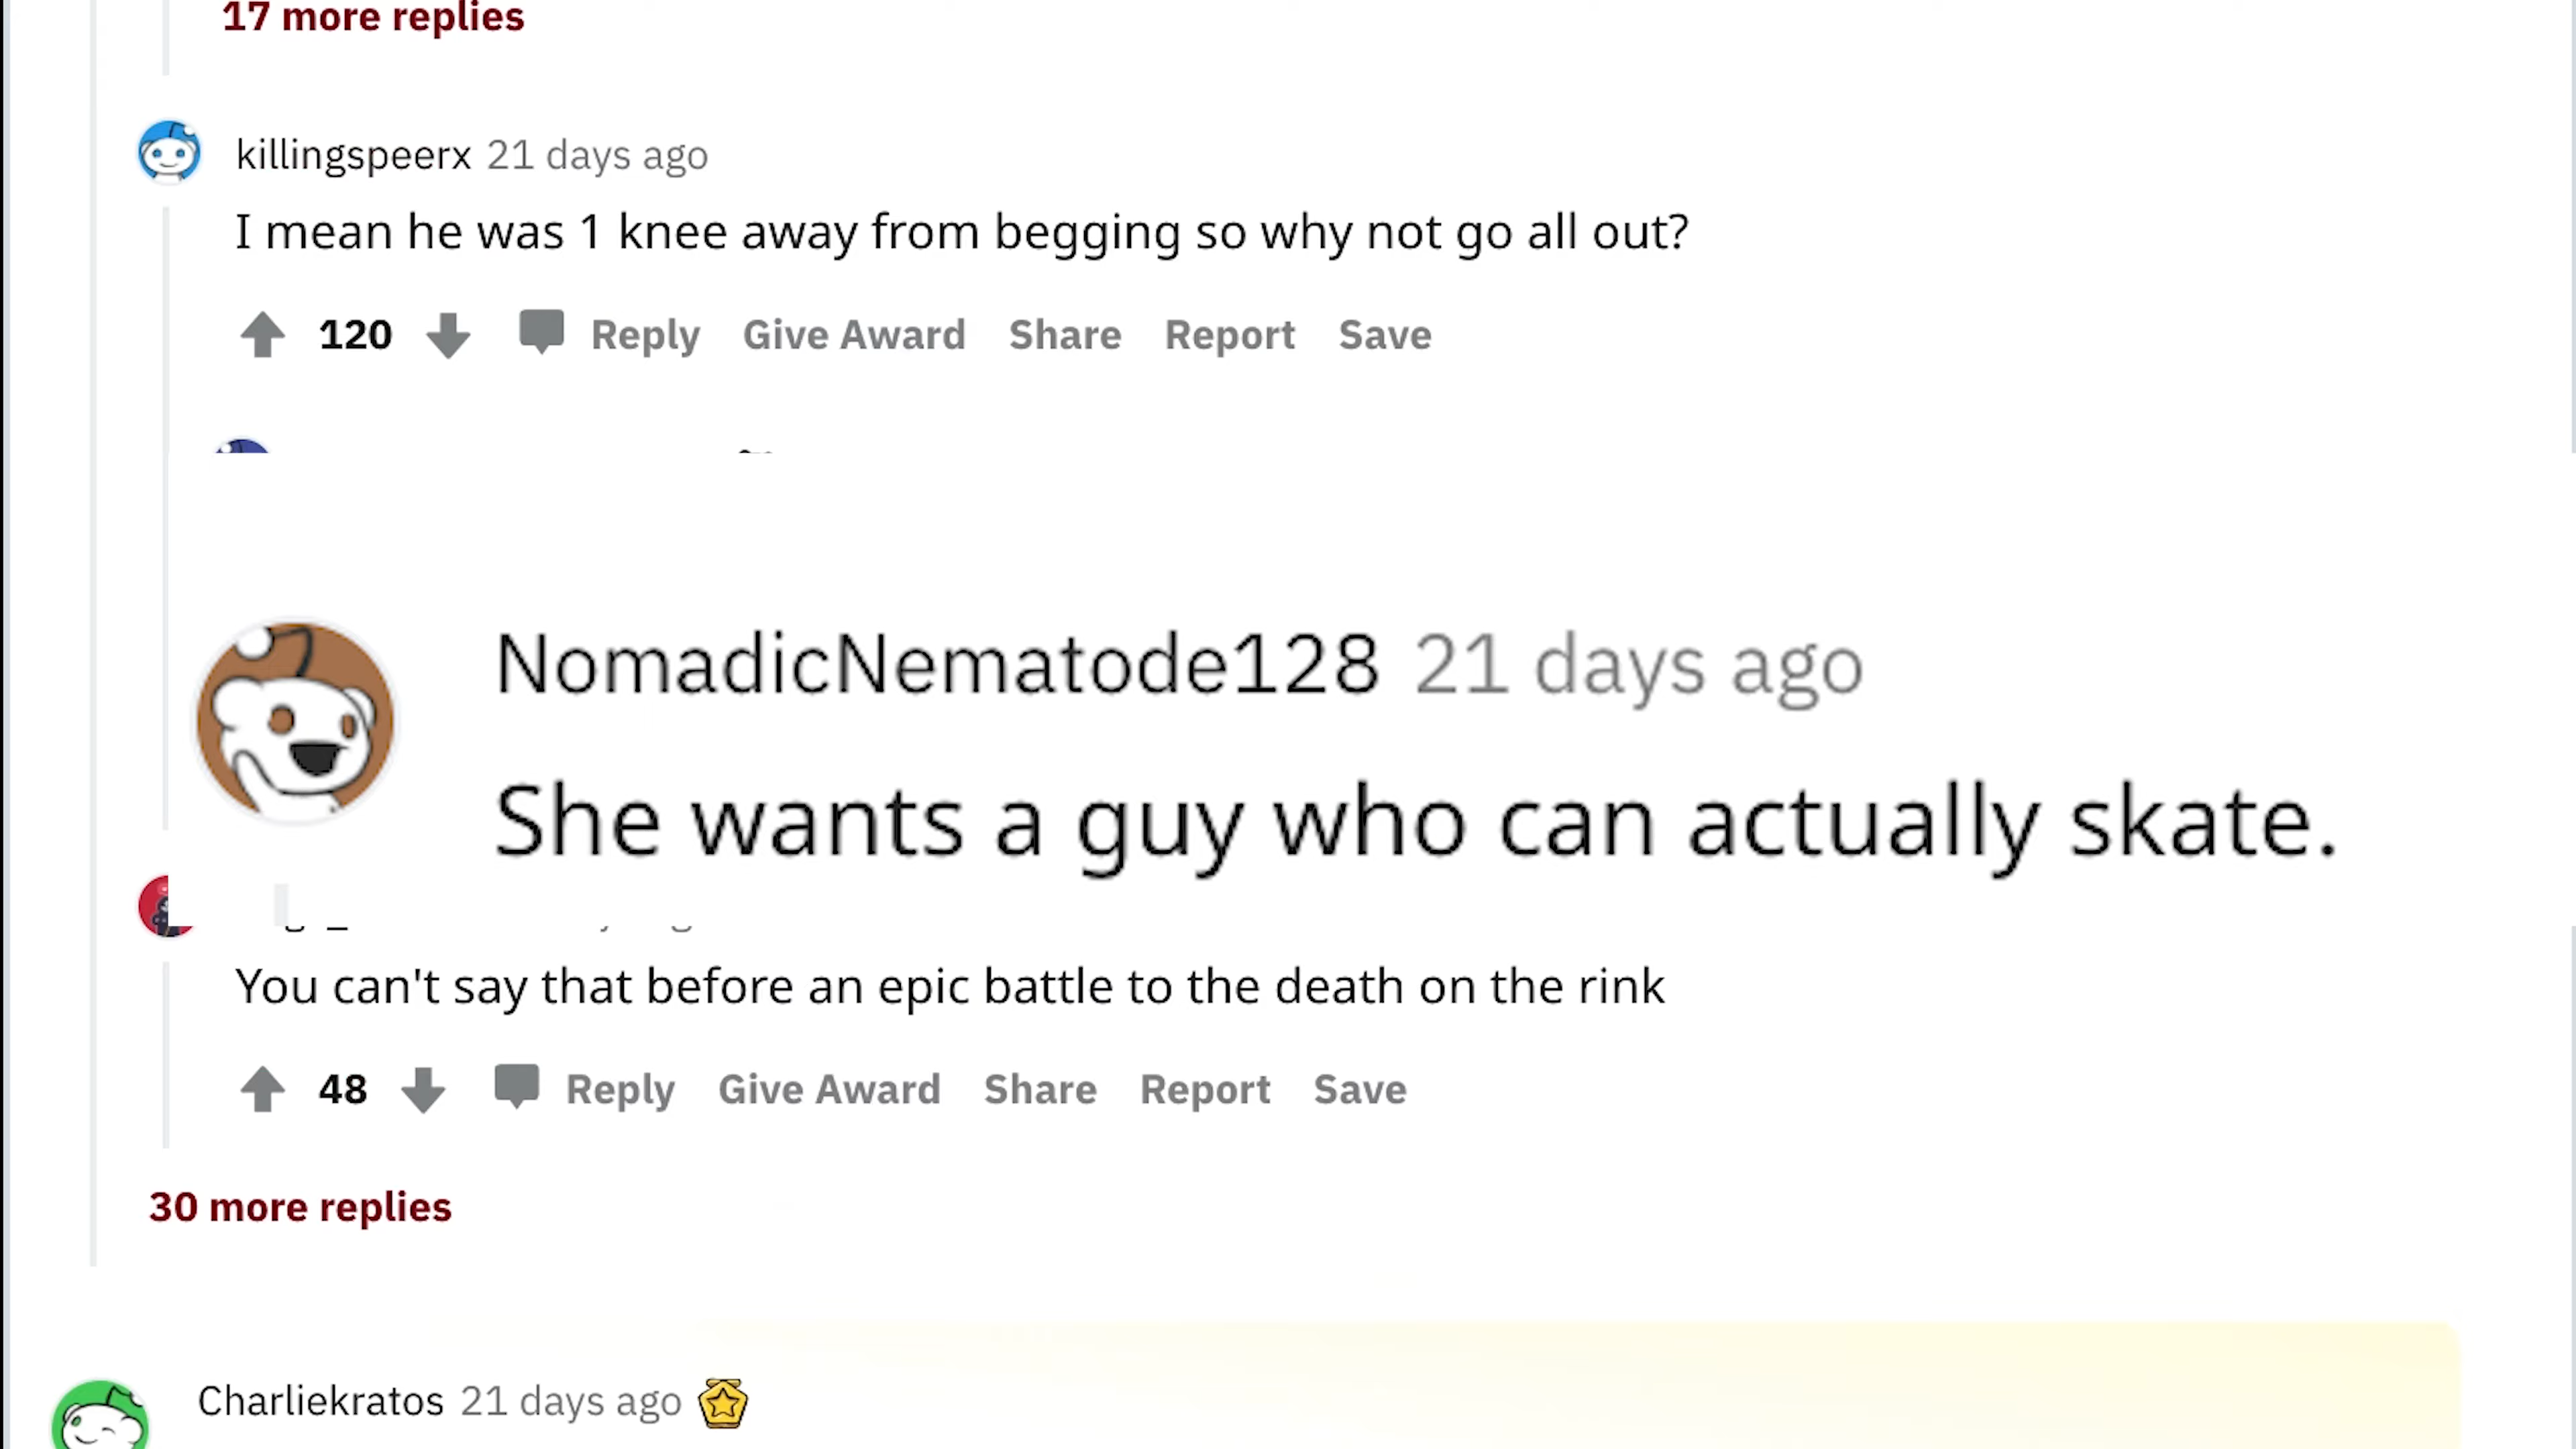 17 more replies
killingspeerx 21 days ago
I mean he was 1 knee away from begging so why not go all out?
120 Reply Give Award Share Report Save
NomadicNematode128 21 days ago
She wants a guy who can actually skate.
You can't say that before an epic battle to the death on the rink
48 Reply Give Award Share Report Save
30 more replies
Charliekratos 21 days ago